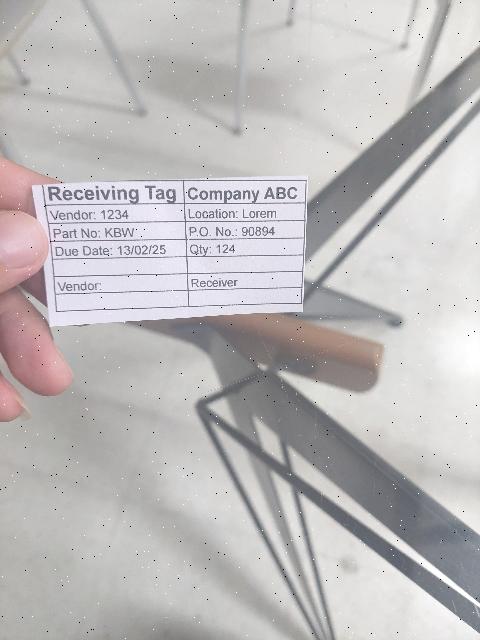 Receiving Tag Company ABC
Vendor: 1234 Location: Lorem
Part No: KBW P.O. No.: 90894
Due Date: 13/02/25 Qty: 124
Vendor: Receiver